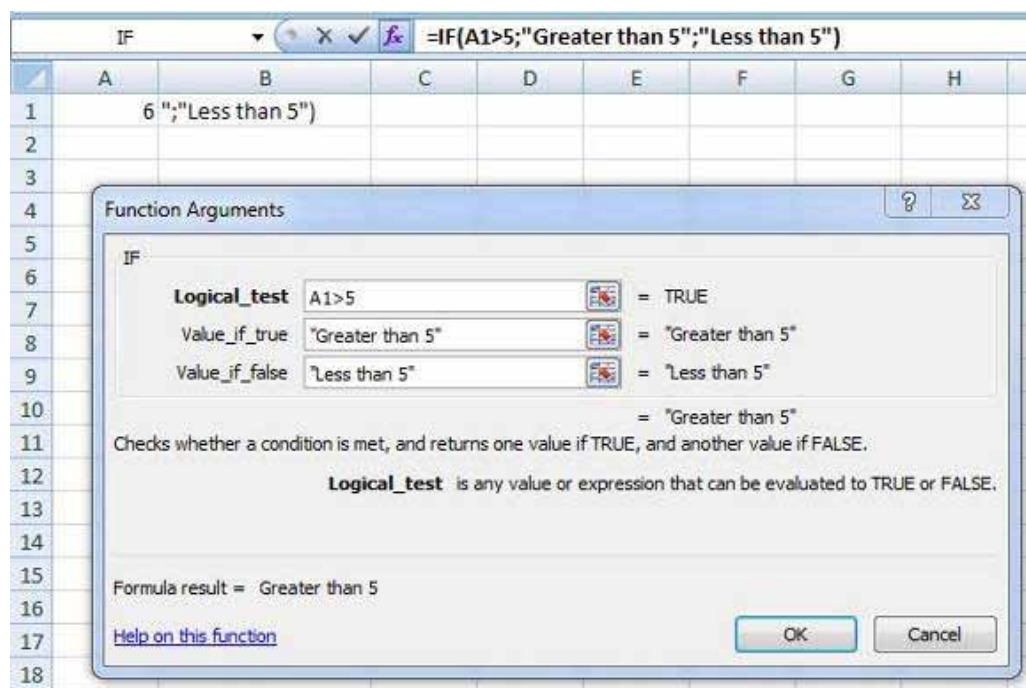 IF fx =IF(A1>5;"Greater than 5";"Less than 5")
A B C D E F G H
1 6 ";"Less than 5")
2
3
4 Function Arguments
5
IF
6
Logical_test A1>5 = TRUE
7
Value_if_true "Greater than 5" = "Greater than 5"
8
Value_if_false "Less than 5" = "Less than 5"
9
10 = "Greater than 5"
11 Checks whether a condition is met, and returns one value if TRUE, and another value if FALSE.
12 Logical_test is any value or expression that can be evaluated to TRUE or FALSE.
13
14
15 Formula result = Greater than 5
16
17 Help on this function OK Cancel
18